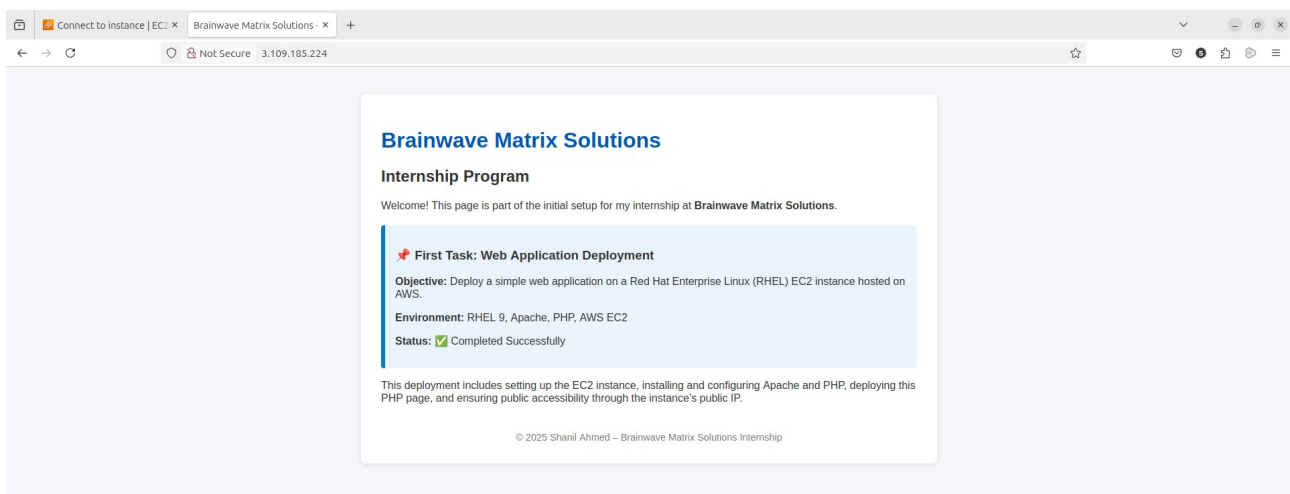 Connect to instance | EC2
Brainwave Matrix Solutions -
Not Secure 3.109.185.224
S
Brainwave Matrix Solutions
Internship Program
Welcome! This page is part of the initial setup for my internship at Brainwave Matrix Solutions.
📌 First Task: Web Application Deployment
Objective: Deploy a simple web application on a Red Hat Enterprise Linux (RHEL) EC2 instance hosted on
AWS.
Environment: RHEL 9, Apache, PHP, AWS EC2
Status: ✅ Completed Successfully
This deployment includes setting up the EC2 instance, installing and configuring Apache and PHP, deploying this
PHP page, and ensuring public accessibility through the instance’s public IP.
© 2025 Shanil Ahmed – Brainwave Matrix Solutions Internship